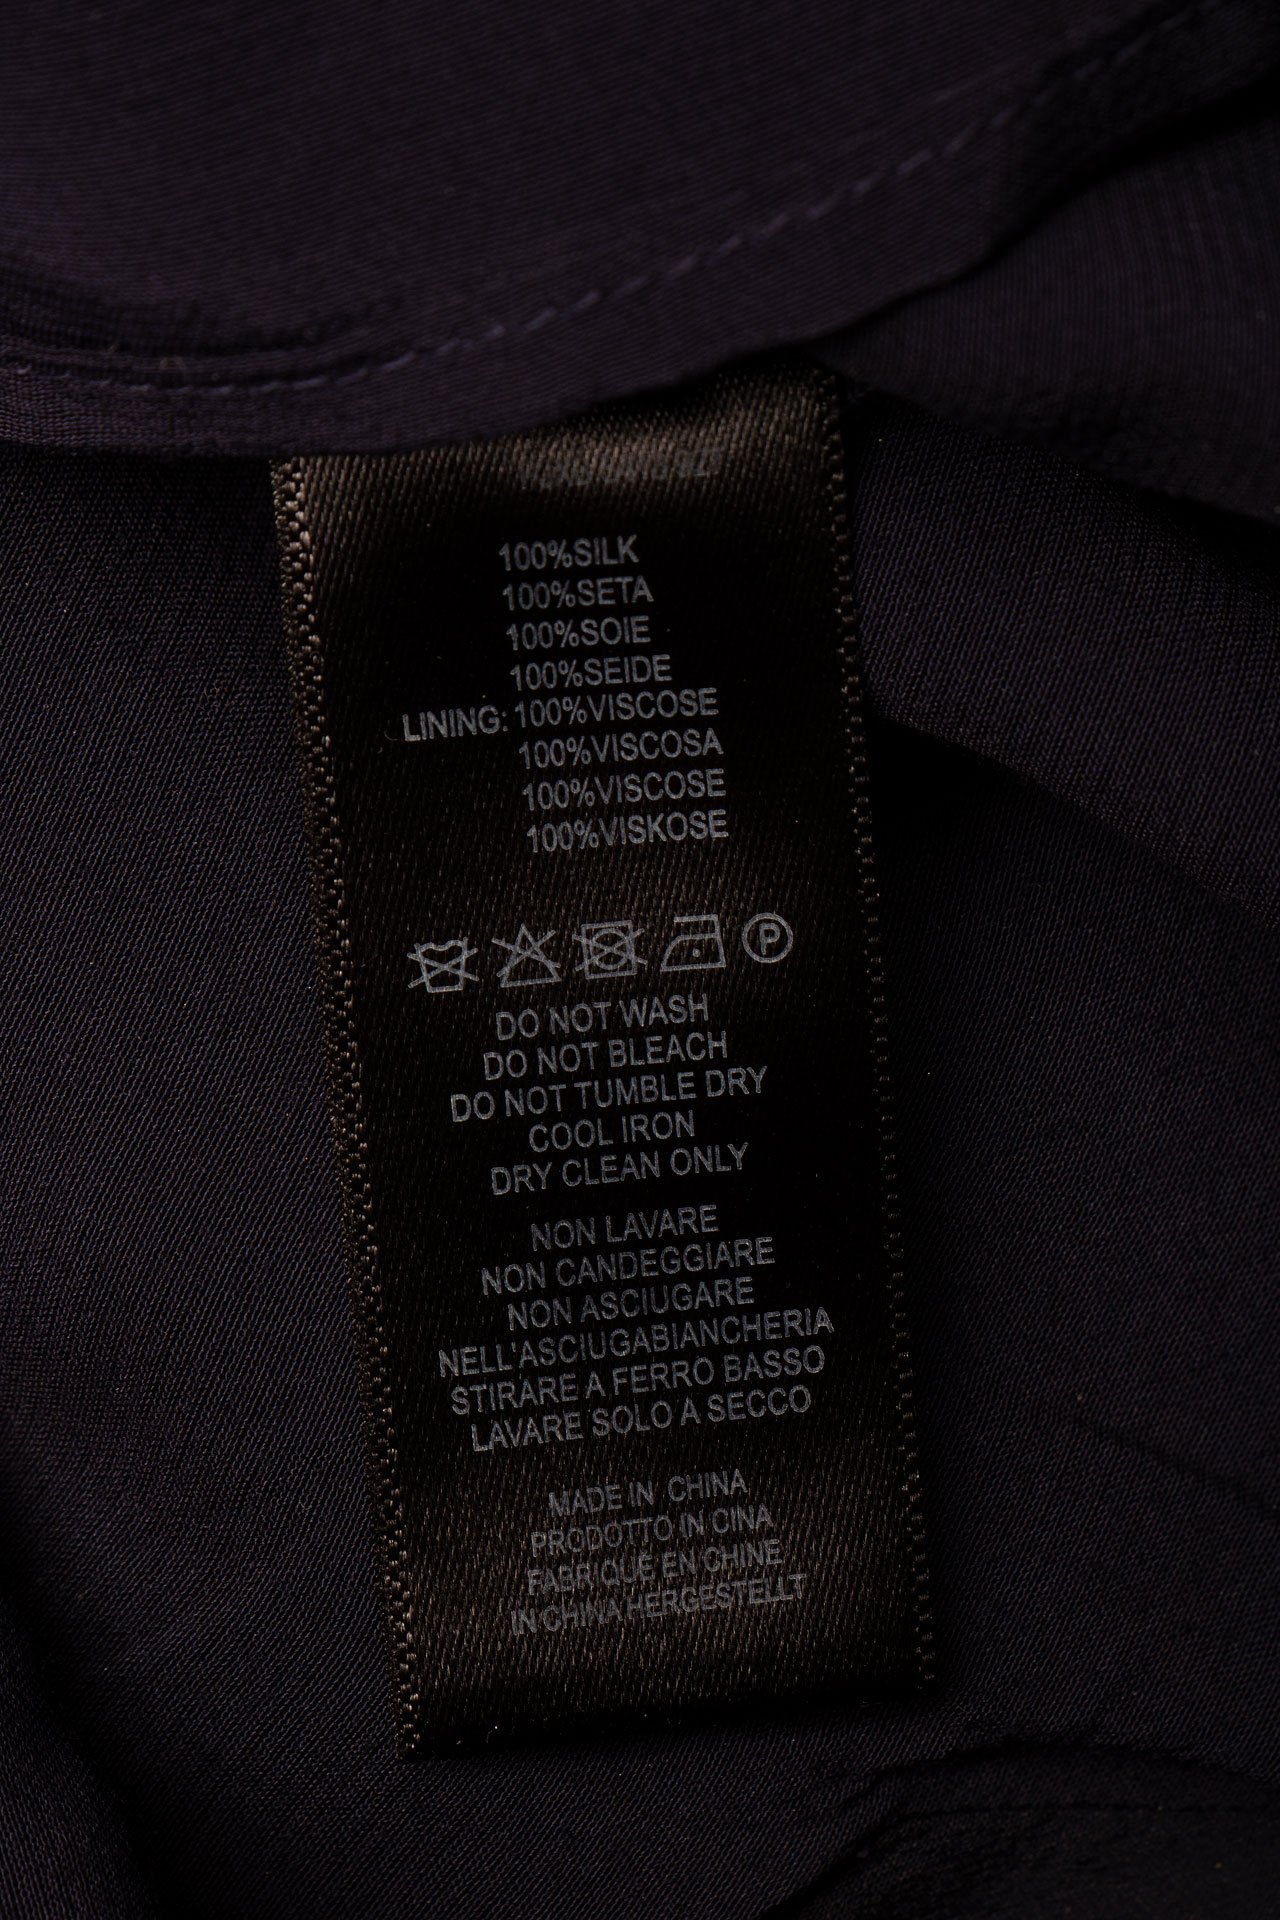 100%SILK
100%SETA
100%SOIE
100%SEIDE
LINING: 100%VISCOSE
100%VISCOSA
100%VISCOSE
100%VISKOSE
P
DO NOT WASH
DO NOT BLEACH
DO NOT TUMBLE DRY
COOL IRON
DRY CLEAN ONLY
NON LAVARE
NON CANDEGGIARE
NON ASCIUGARE
NELL'ASCIUGABIANCHERIA
STIRARE A FERRO BASSO
LAVARE SOLO A SECCO
MADE IN CHINA
PRODOTTO IN CINA
FABRIQUÉ EN CHINE
IN CHINA HERGESTELLT